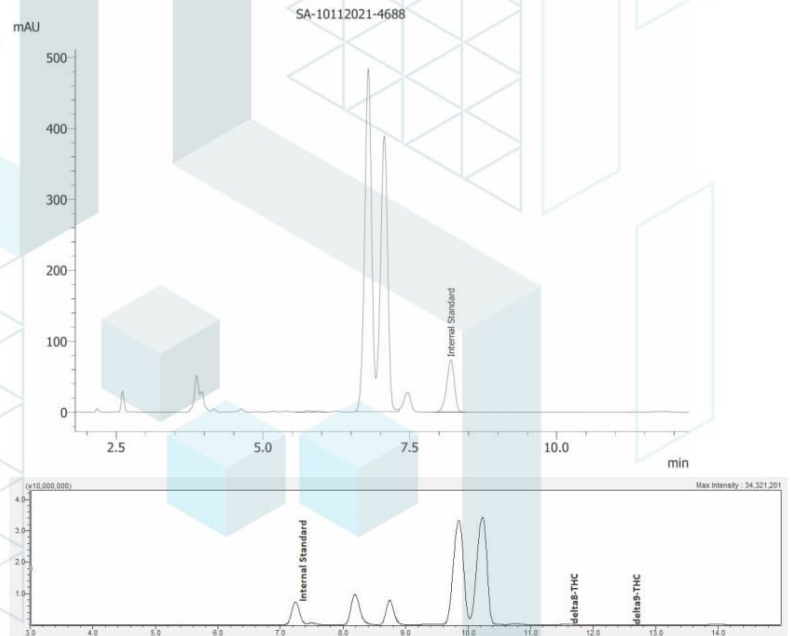 SA-10112021-4688
mAU
500
400
300
200
100
0
Internal Standard
2.5 5.0 7.5 10.0
min
(x10,000,000)
Max Intensity : 34,321,201
4.0
3.0
2.0
1.0
Internal Standard
delta8-THC
delta9-THC
3.0 4.0 5.0 6.0 7.0 8.0 9.0 10.0 11.0 12.0 13.0 14.0